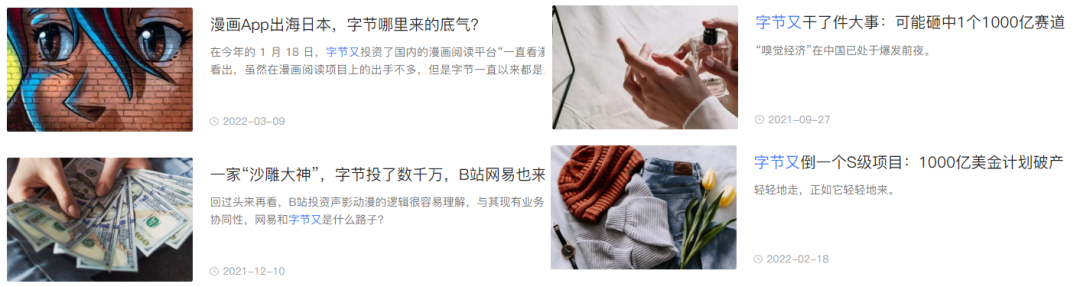 漫画App出海日本，字节哪里来的底气？
在今年的 1 月 18 日，字节又投资了国内的漫画阅读平台“一直看漫
看出，虽然在漫画阅读项目上的出手不多，但是字节一直以来都是
2022-03-09
一家“沙雕大神”，字节投了数千万，B站网易也来
回过头来再看，B站投资声影动漫的逻辑很容易理解，与其现有业务
协同性，网易和字节又是什么路子？
2021-12-10
字节又干了件大事：可能砸中1个1000亿赛道
“嗅觉经济”在中国已处于爆发前夜。
2021-09-27
字节又倒一个S级项目：1000亿美金计划破产
轻轻地走，正如它轻轻地来。
2022-02-18